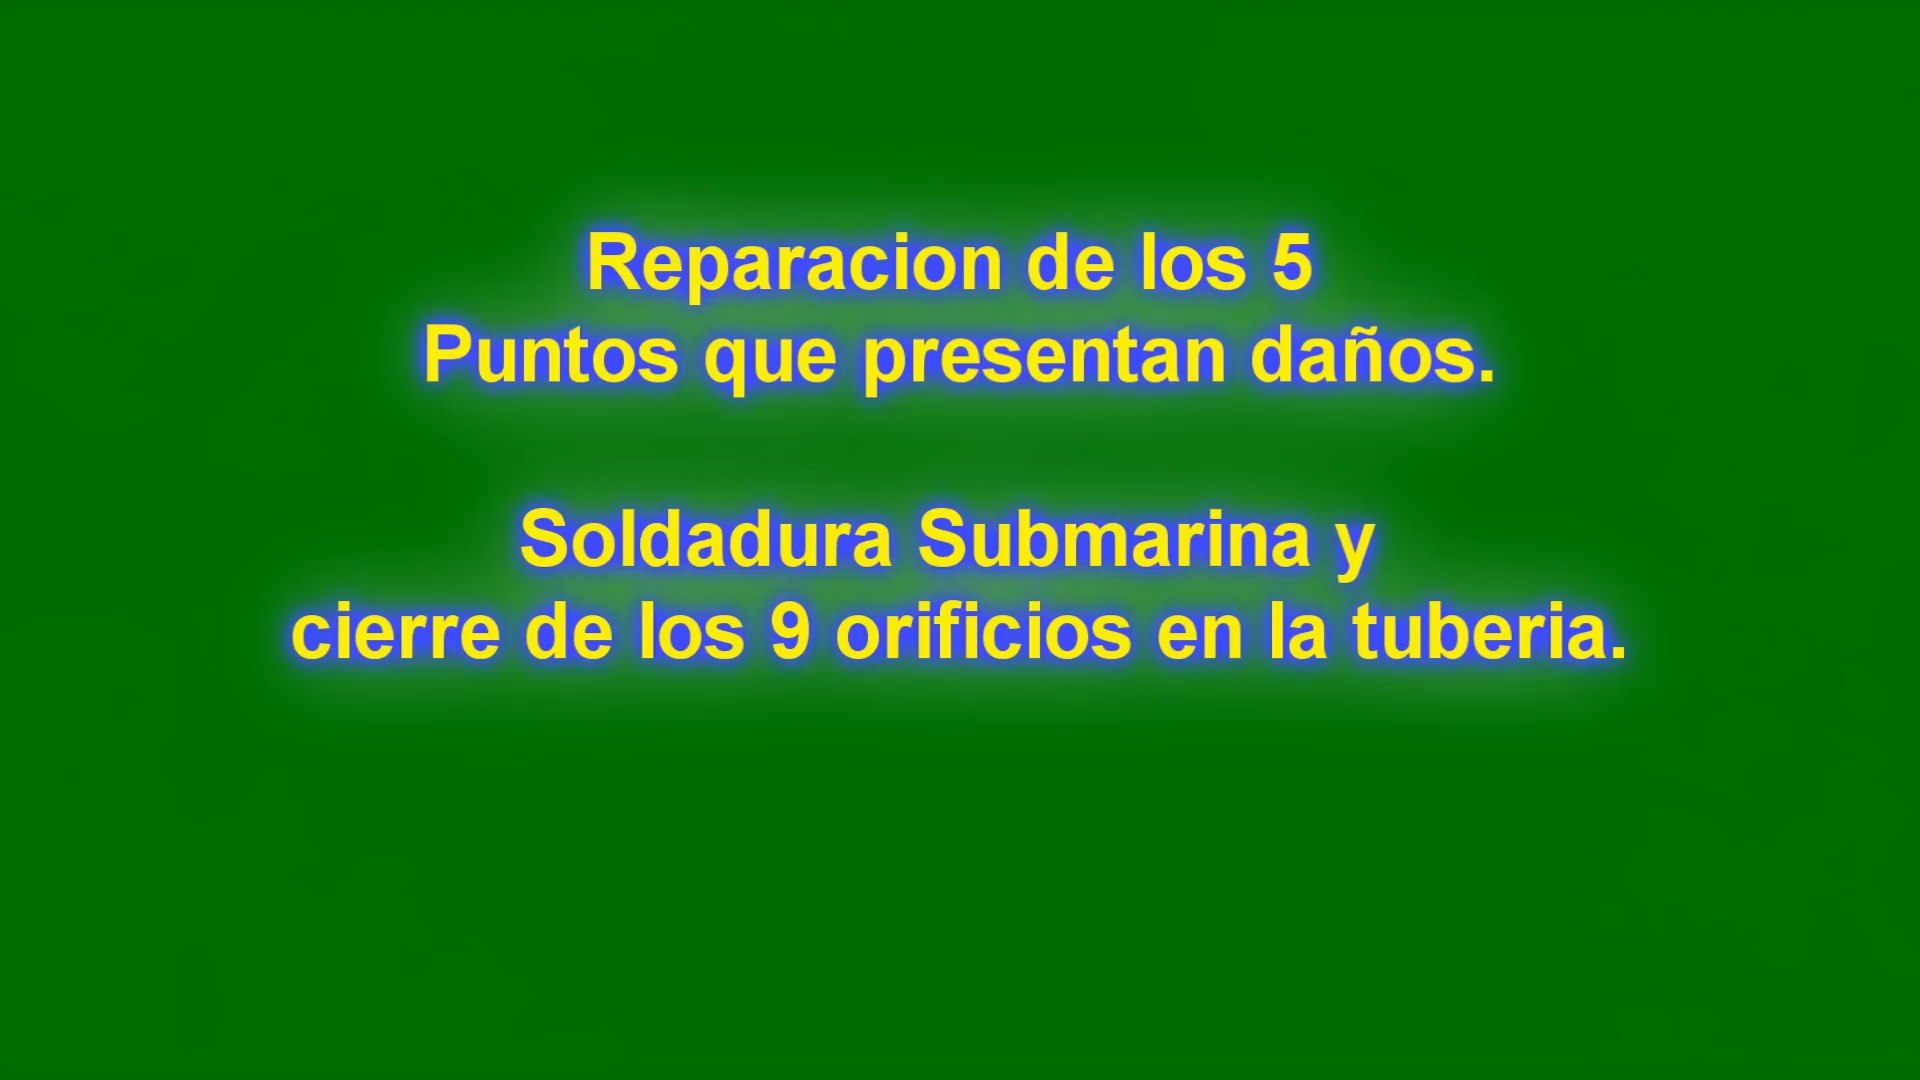 Reparacion de los 5
Puntos que presentan daños.
Soldadura Submarina y
cierre de los 9 orificios en la tuberia.